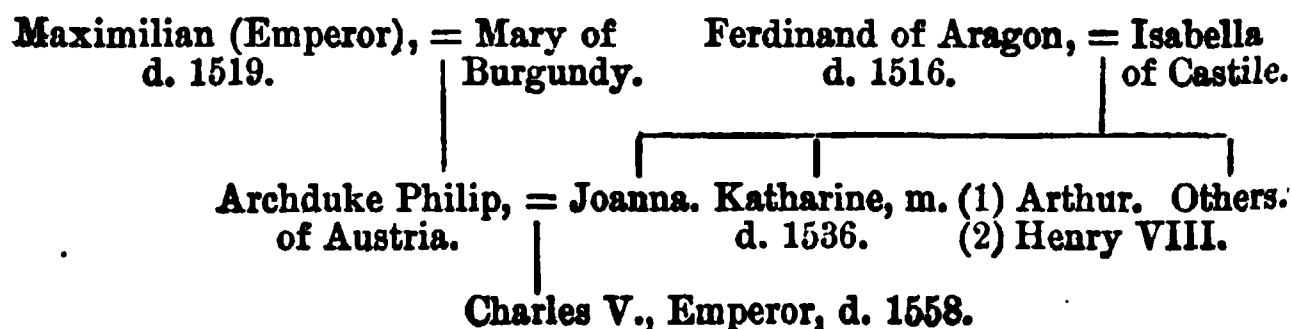 Maximilian (Emperor), = Mary of Ferdinand of Aragon, = Isabella
d. 1519. Burgundy. d. 1516. of Castile.
Archduke Philip, = Joanna. Katharine, m. (1) Arthur. Others.
of Austria. d. 1536. (2) Henry VIII.
Charles V., Emperor, d. 1558.